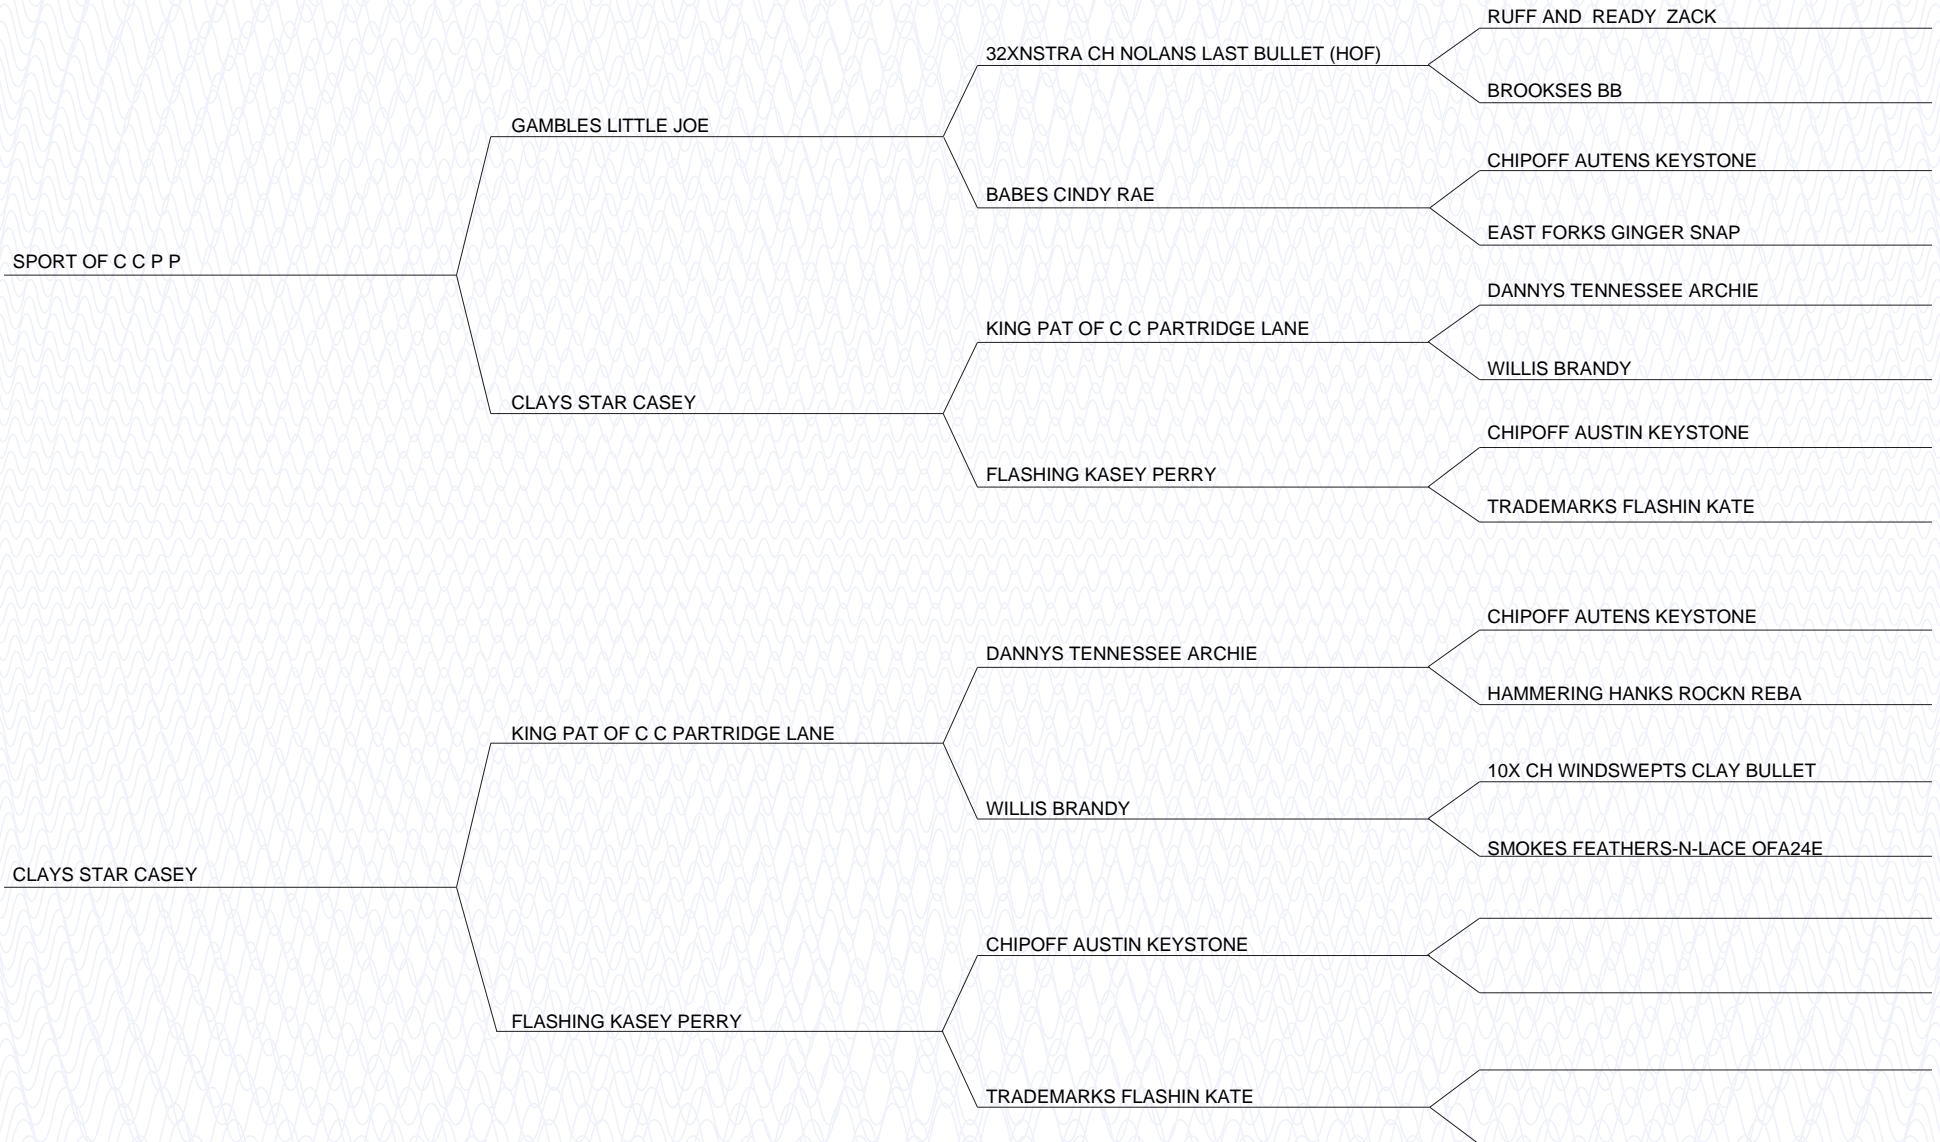 RUFF AND  READY  ZACK
32XNSTRA CH NOLANS LAST BULLET (HOF)
BROOKSES BB
GAMBLES LITTLE JOE
CHIPOFF AUTENS KEYSTONE
BABES CINDY RAE
EAST FORKS GINGER SNAP
SPORT OF C C P P
DANNYS TENNESSEE ARCHIE
KING PAT OF C C PARTRIDGE LANE
WILLIS BRANDY
CLAYS STAR CASEY
CHIPOFF AUSTIN KEYSTONE
FLASHING KASEY PERRY
TRADEMARKS FLASHIN KATE
CHIPOFF AUTENS KEYSTONE
DANNYS TENNESSEE ARCHIE
HAMMERING HANKS ROCKN REBA
KING PAT OF C C PARTRIDGE LANE
10X CH WINDSWEPTS CLAY BULLET
WILLIS BRANDY
SMOKES FEATHERS-N-LACE OFA24E
CLAYS STAR CASEY
CHIPOFF AUSTIN KEYSTONE
FLASHING KASEY PERRY
TRADEMARKS FLASHIN KATE